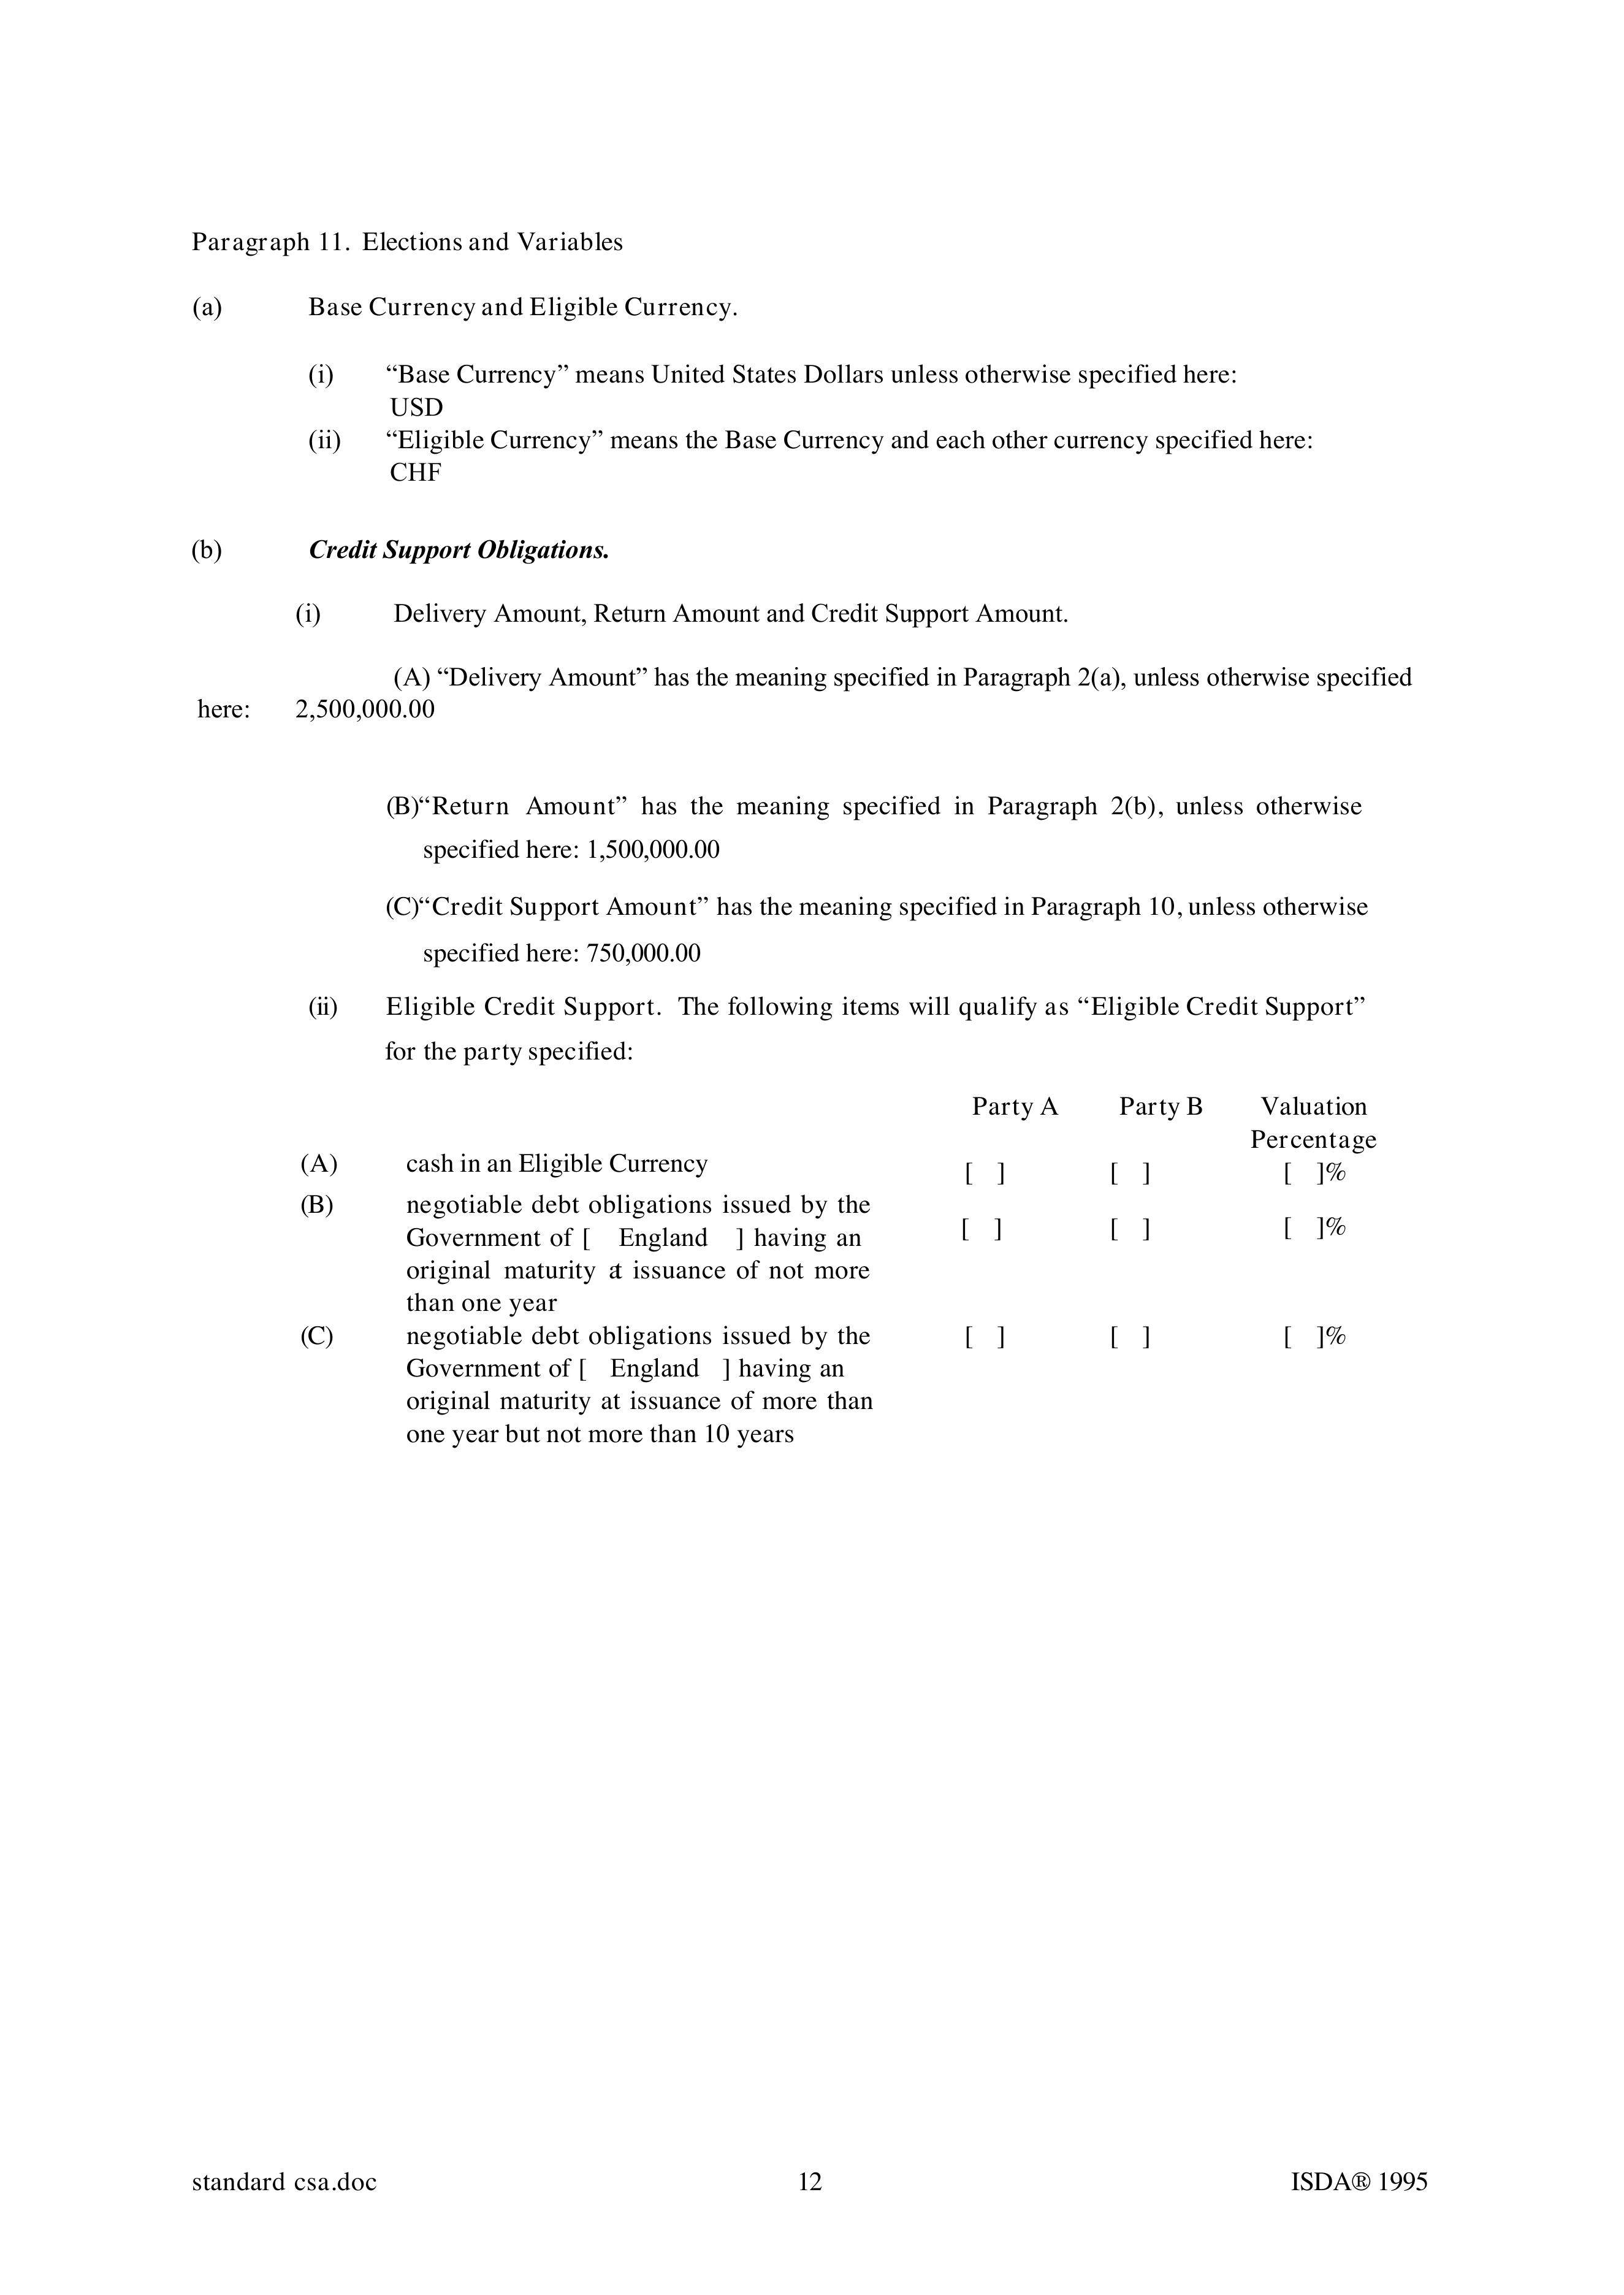 Paragraph 11. Elections and Variables
(a) Base Currency and Eligible Currency.
(i) “Base Currency” means United States Dollars unless otherwise specified here:
USD
(ii) “Eligible Currency” means the Base Currency and each other currency specified here:
CHF
(b) Credit Support Obligations.
(i) Delivery Amount, Return Amount and Credit Support Amount.
(A) “Delivery Amount” has the meaning specified in Paragraph 2(a), unless otherwise specified
here: 2,500,000.00
(B)“Return Amount” has the meaning specified in Paragraph 2(b), unless otherwise
specified here: 1,500,000.00
(C)“Credit Support Amount” has the meaning specified in Paragraph 10, unless otherwise
specified here: 750,000.00
(ii) Eligible Credit Support. The following items will qualify as “Eligible Credit Support”
for the party specified:
Party A Party B Valuation
Percentage
(A) cash in an Eligible Currency [ ] [ ] [ ]%
(B) negotiable debt obligations issued by the
Government of [ England ] having an [ ] [ ] [ ]%
original maturity at issuance of not more
than one year
(C) negotiable debt obligations issued by the [ ] [ ] [ ]%
Government of [ England ] having an
original maturity at issuance of more than
one year but not more than 10 years
standard csa.doc 12 ISDA® 1995